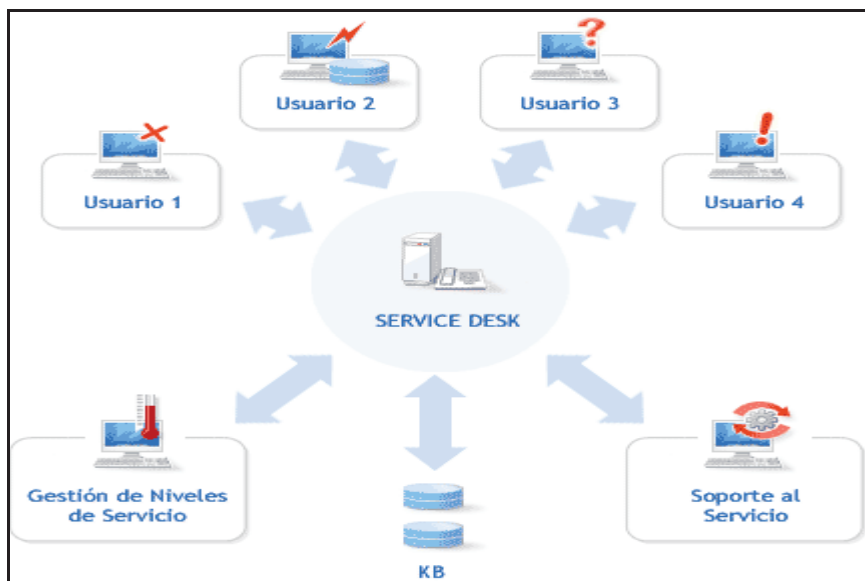 Usuario 2
Usuario 3
Usuario 1
Usuario 4
SERVICE DESK
Gestión de Niveles
de Servicio
Soporte al
Servicio
KB